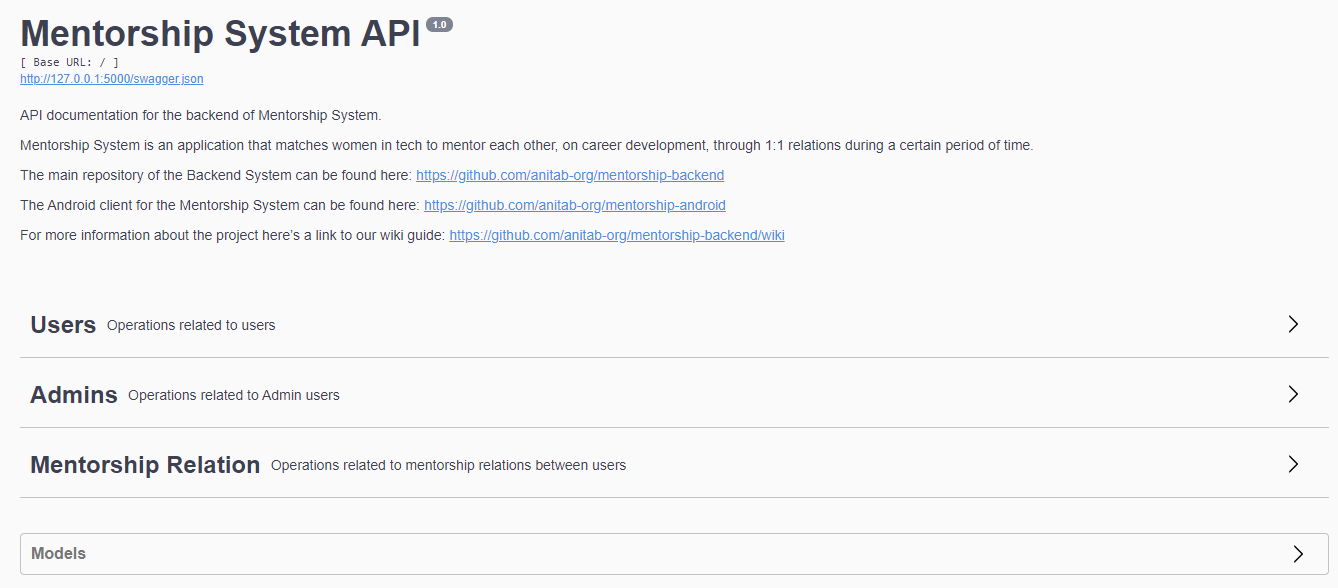 Mentorship System API 1.0
[ Base URL: / ]
http://127.0.0.1:5000/swagger.json
API documentation for the backend of Mentorship System.
Mentorship System is an application that matches women in tech to mentor each other, on career development, through 1:1 relations during a certain period of time.
The main repository of the Backend System can be found here: https://github.com/anitab-org/mentorship-backend
The Android client for the Mentorship System can be found here: https://github.com/anitab-org/mentorship-android
For more information about the project here’s a link to our wiki guide: https://github.com/anitab-org/mentorship-backend/wiki
Users Operations related to users
Admins Operations related to Admin users
Mentorship Relation Operations related to mentorship relations between users
Models